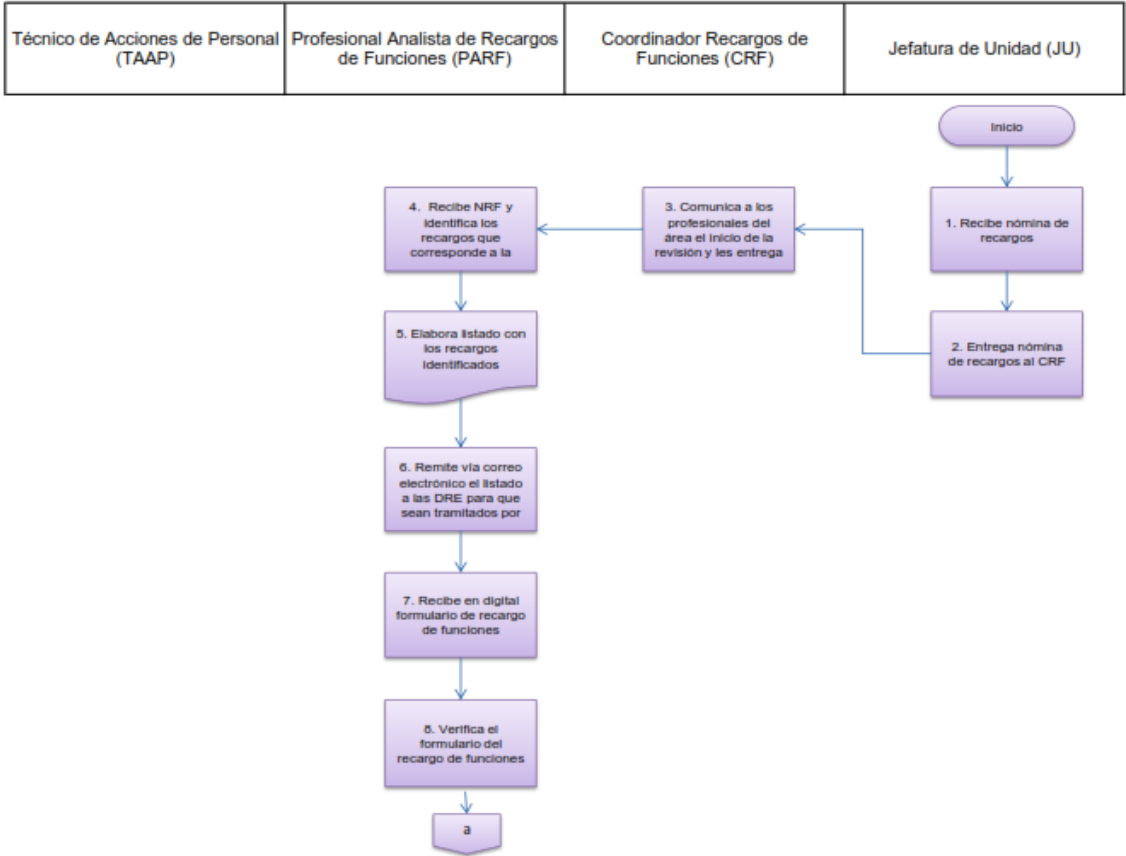 Técnico de Acciones de Personal
(TAAP)
Profesional Analista de Recargos
de Funciones (PARF)
Coordinador Recargos de
Funciones (CRF)
Jefatura de Unidad (JU)
Inicio
1. Recibe nómina de
recargos
2. Entrega nómina
de recargos al CRF
3. Comunica a los
profesionales del
área el inicio de la
revisión y les entrega
4. Recibe NRF y
identifica los
recargos que
corresponde a la
5. Elabora listado con
los recargos
identificados
6. Remite vía correo
electrónico el listado
a las DRE para que
sean tramitados por
7. Recibe en digital
formulario de recargo
de funciones
8. Verifica el
formulario del
recargo de funciones
a